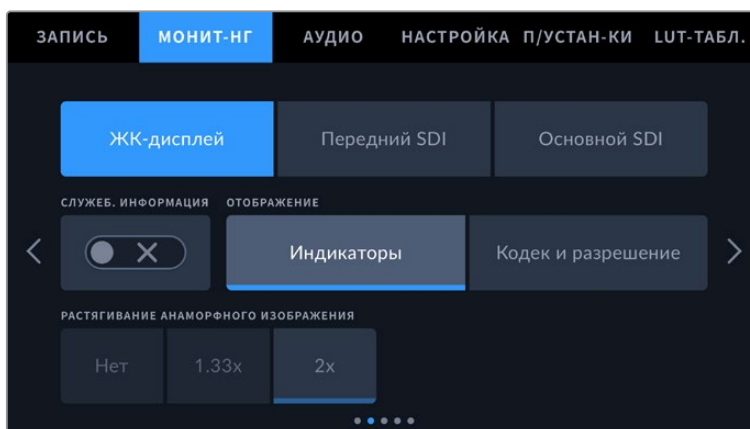 ЗАПИСЬ МОНИТ-НГ АУДИО НАСТРОЙКА П/УСТАН-КИ LUT-ТАБЛ.
ЖК-дисплей Передний SDI Основной SDI
СЛУЖЕБ. ИНФОРМАЦИЯ ОТОБРАЖЕНИЕ
Индикаторы Кодек и разрешение
РАСТЯГИВАНИЕ АНАМОРФНОГО ИЗОБРАЖЕНИЯ
Нет 1.33x 2x